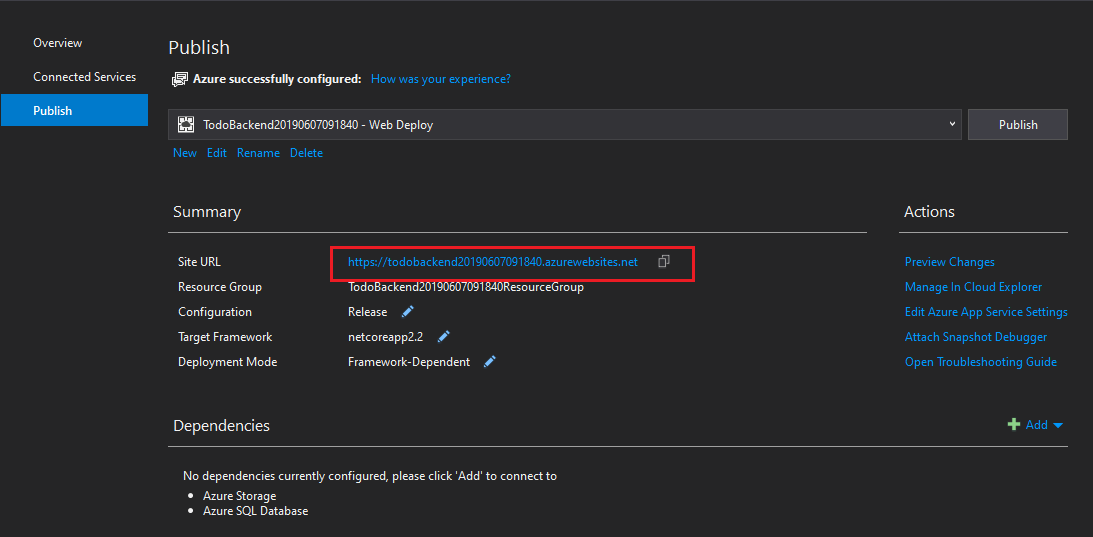 Overview
Connected Services
Publish
Publish
Azure successfully configured: How was your experience?
TodoBackend20190607091840 - Web Deploy
Publish
New Edit Rename Delete
Summary
Site URL https://todobackend20190607091840.azurewebsites.net
Resource Group TodoBackend20190607091840ResourceGroup
Configuration Release
Target Framework netcoreapp2.2
Deployment Mode Framework-Dependent
Actions
Preview Changes
Manage In Cloud Explorer
Edit Azure App Service Settings
Attach Snapshot Debugger
Open Troubleshooting Guide
Dependencies
Add
No dependencies currently configured, please click 'Add' to connect to
• Azure Storage
• Azure SQL Database